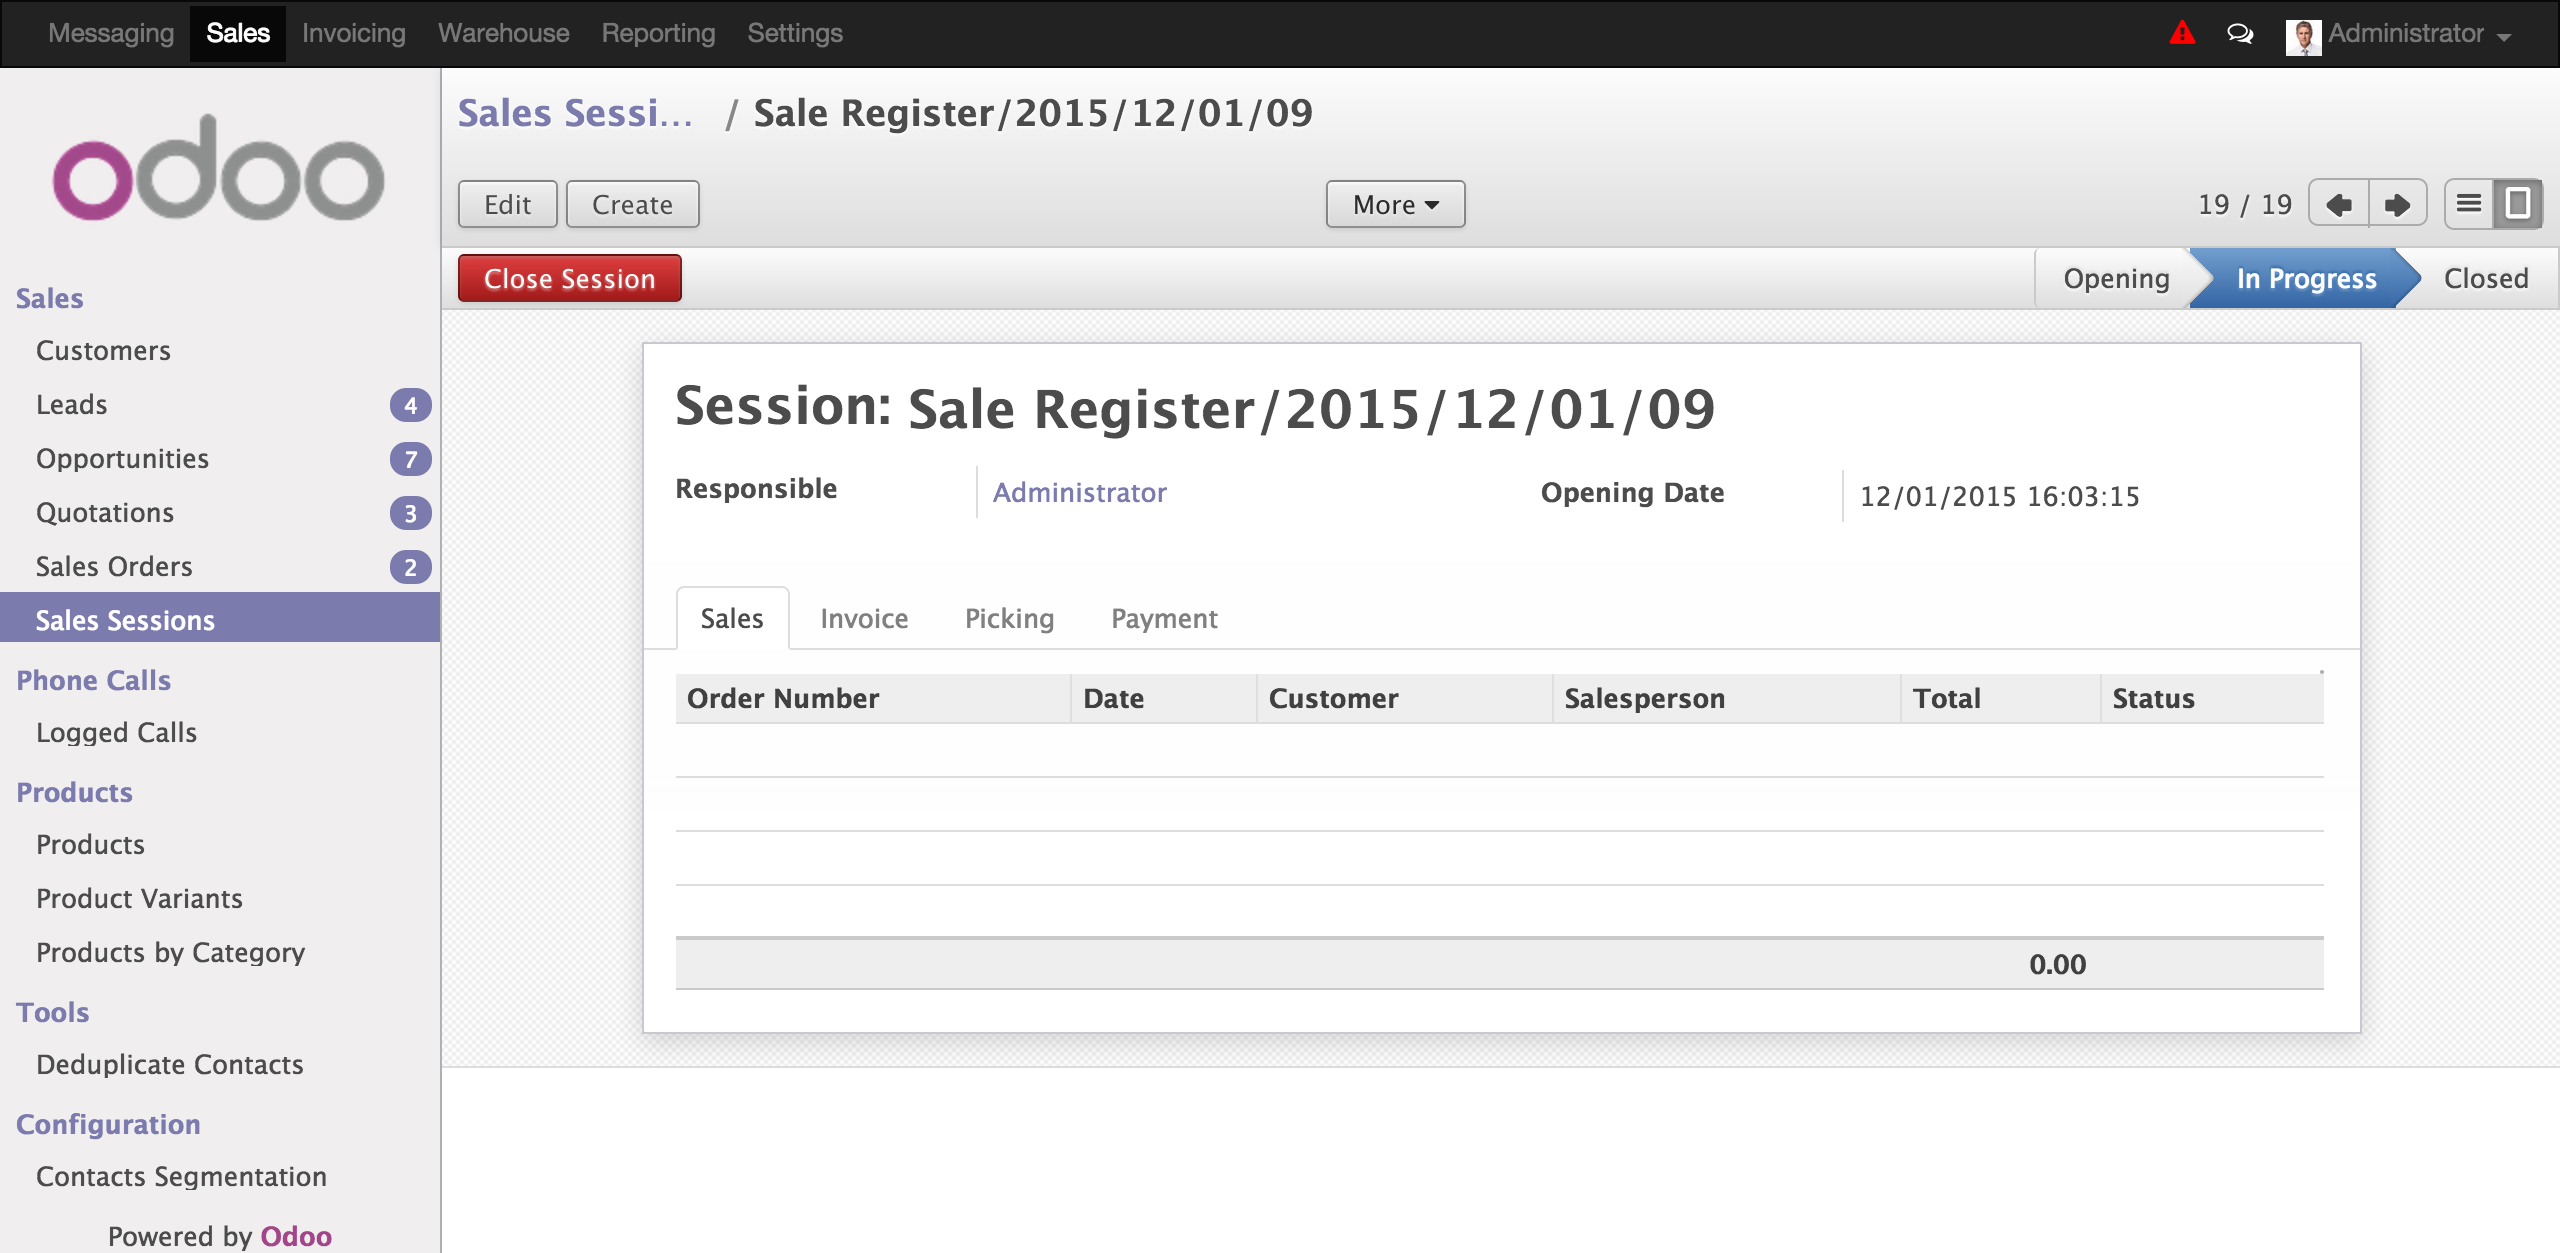 Messaging Sales Invoicing Warehouse Reporting Settings Administrator
odoo
Sales
Customers
Leads 4
Opportunities 7
Quotations 3
Sales Orders 2
Sales Sessions
Phone Calls
Logged Calls
Products
Products
Product Variants
Products by Category
Tools
Deduplicate Contacts
Configuration
Contacts Segmentation
Powered by Odoo
Sales Sessi... / Sale Register/2015/12/01/09
Edit Create More 19 / 19
Close Session Opening In Progress Closed
Session: Sale Register/2015/12/01/09
Responsible Administrator Opening Date 12/01/2015 16:03:15
Sales Invoice Picking Payment
Order Number Date Customer Salesperson Total Status
0.00